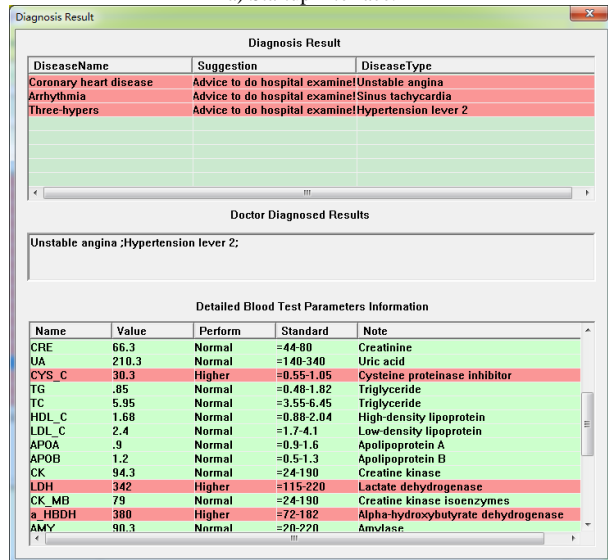 Diagnosis Result
Diagnosis Result
DiseaseName Suggestion DiseaseType
Coronary heart disease Advice to do hospital examine! Unstable angina
Arrhythmia Advice to do hospital examine! Sinus tachycardia
Three-hypers Advice to do hospital examine! Hypertension lever 2
Doctor Diagnosed Results
Unstable angina ;Hypertension lever 2;
Detailed Blood Test Parameters Information
Name Value Perform Standard Note
CRE 66.3 Normal =44-80 Creatinine
UA 210.3 Normal =140-340 Uric acid
CYS_C 30.3 Higher =0.55-1.05 Cysteine proteinase inhibitor
TG .85 Normal =0.48-1.82 Triglyceride
TC 5.95 Normal =3.55-6.45 Triglyceride
HDL_C 1.68 Normal =0.88-2.04 High-density lipoprotein
LDL_C 2.4 Normal =1.7-4.1 Low-density lipoprotein
APOA .9 Normal =0.9-1.6 Apolipoprotein A
APOB 1.2 Normal =0.5-1.3 Apolipoprotein B
CK 94.3 Normal =24-190 Creatine kinase
LDH 342 Higher =115-220 Lactate dehydrogenase
CK_MB 79 Normal =24-190 Creatine kinase isoenzymes
a_HBDH 380 Higher =72-182 Alpha-hydroxybutyrate dehydrogenase
AMY 90.3 Normal =20-220 Amylase